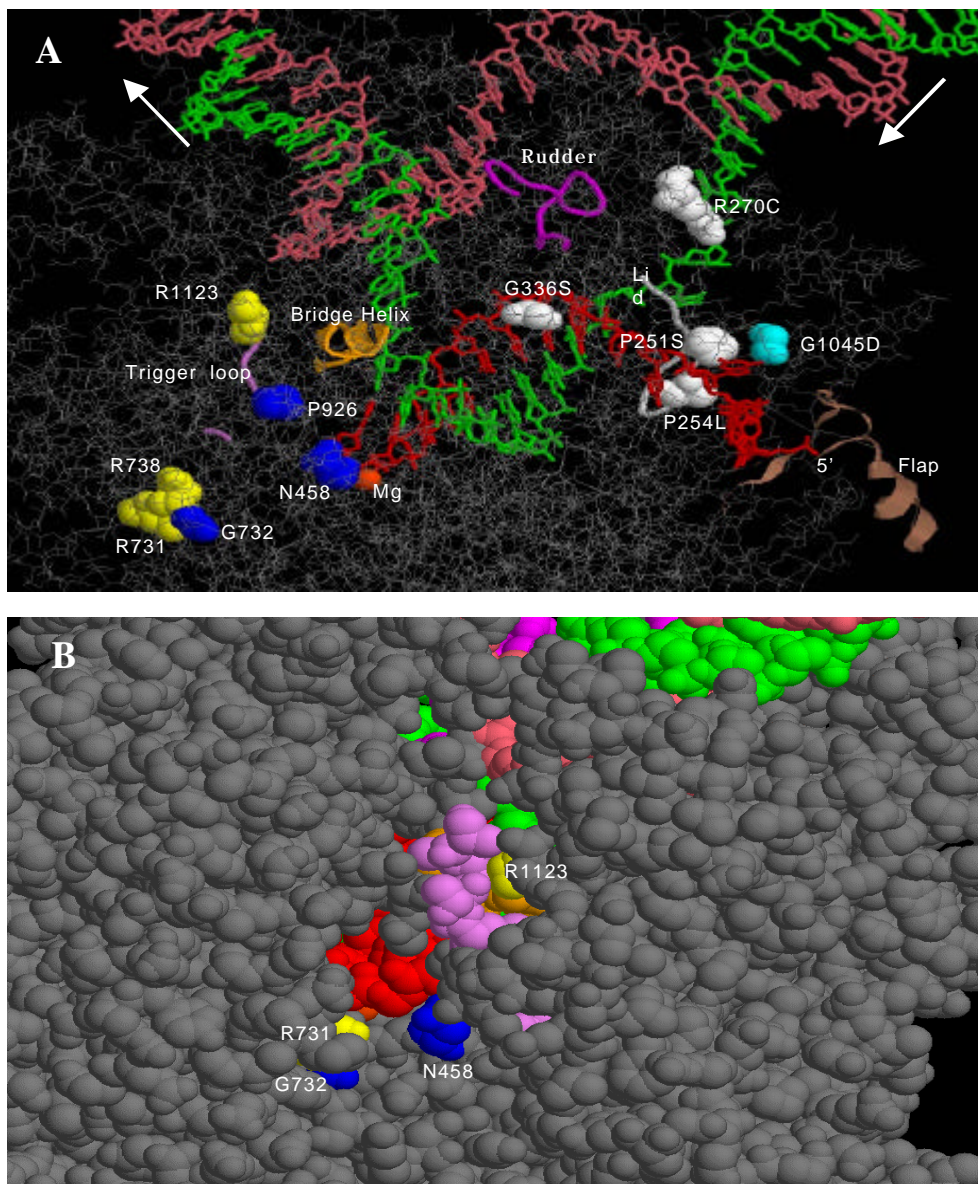 A
Rudder
R270C
Li
d
G336S
R1123
Bridge Helix
P251S
G1045D
Trigger loop
P926
P254L
R738
N458
Mg
5’
Flap
R731
G732
B
R1123
R731
G732
N458